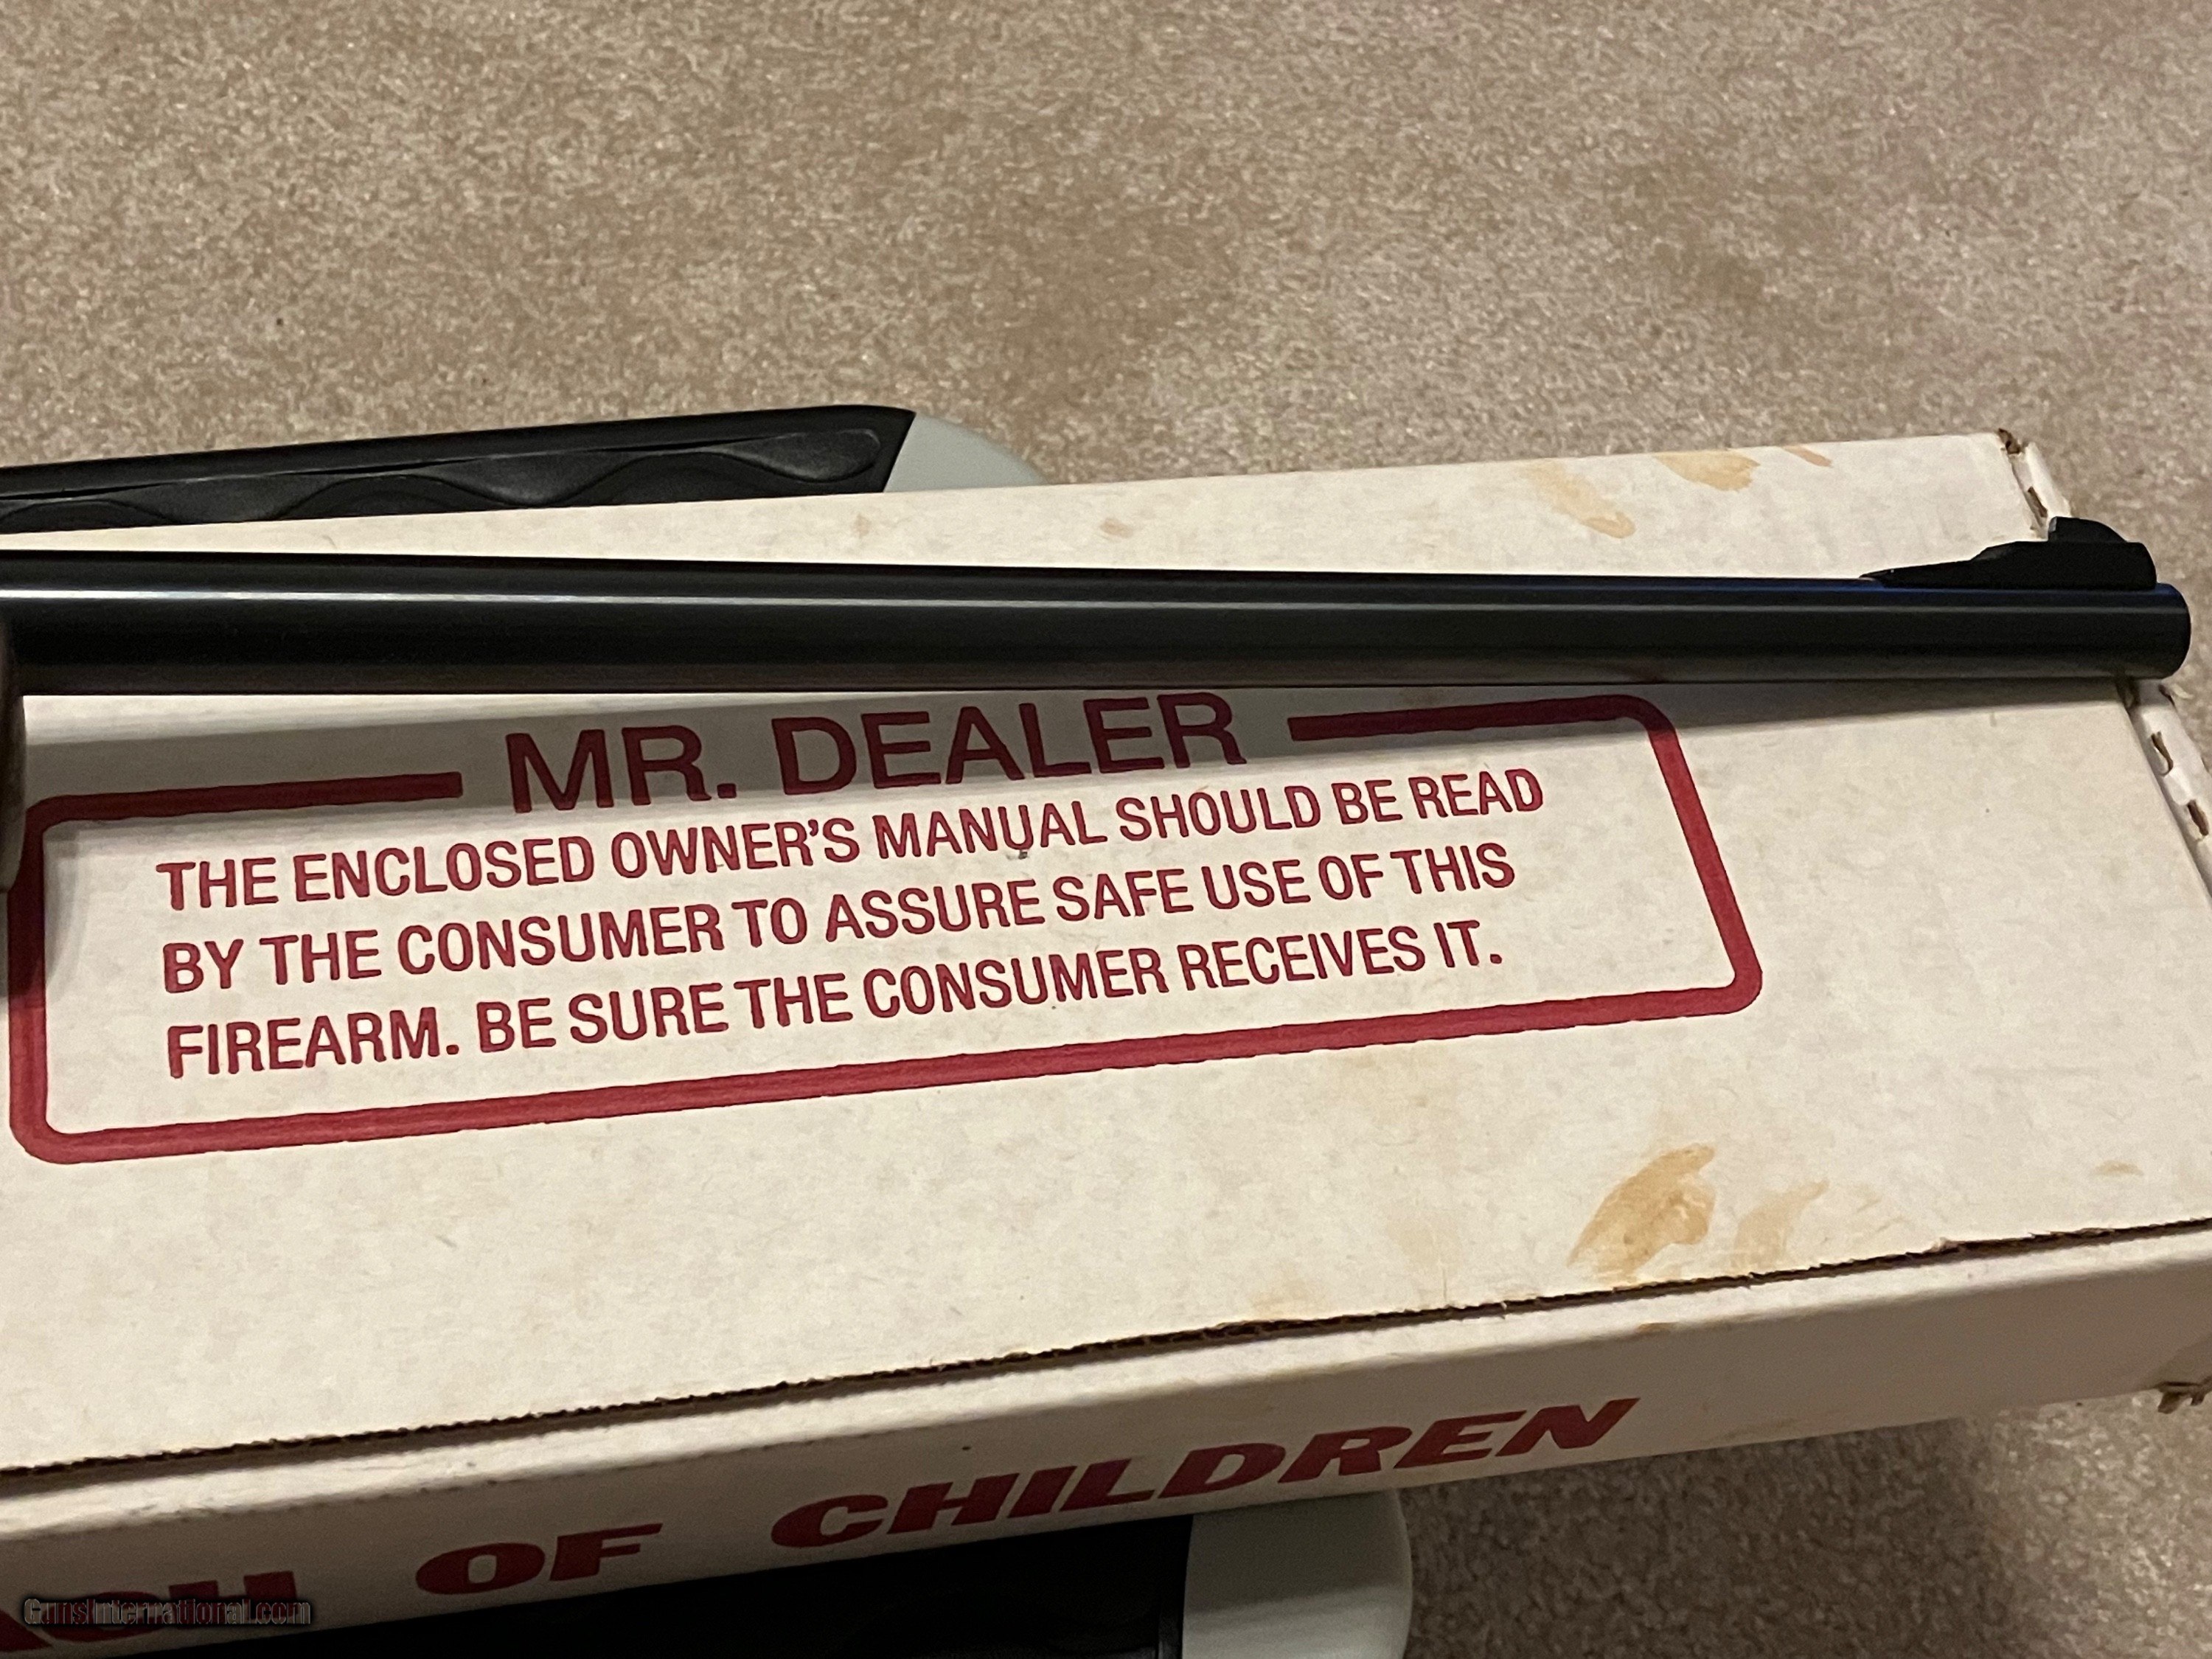 MR. DEALER
THE ENCLOSED OWNER'S MANUAL SHOULD BE READ
BY THE CONSUMER TO ASSURE SAFE USE OF THIS
FIREARM. BE SURE THE CONSUMER RECEIVES IT.
OF CHILDREN
GunsInternational.com